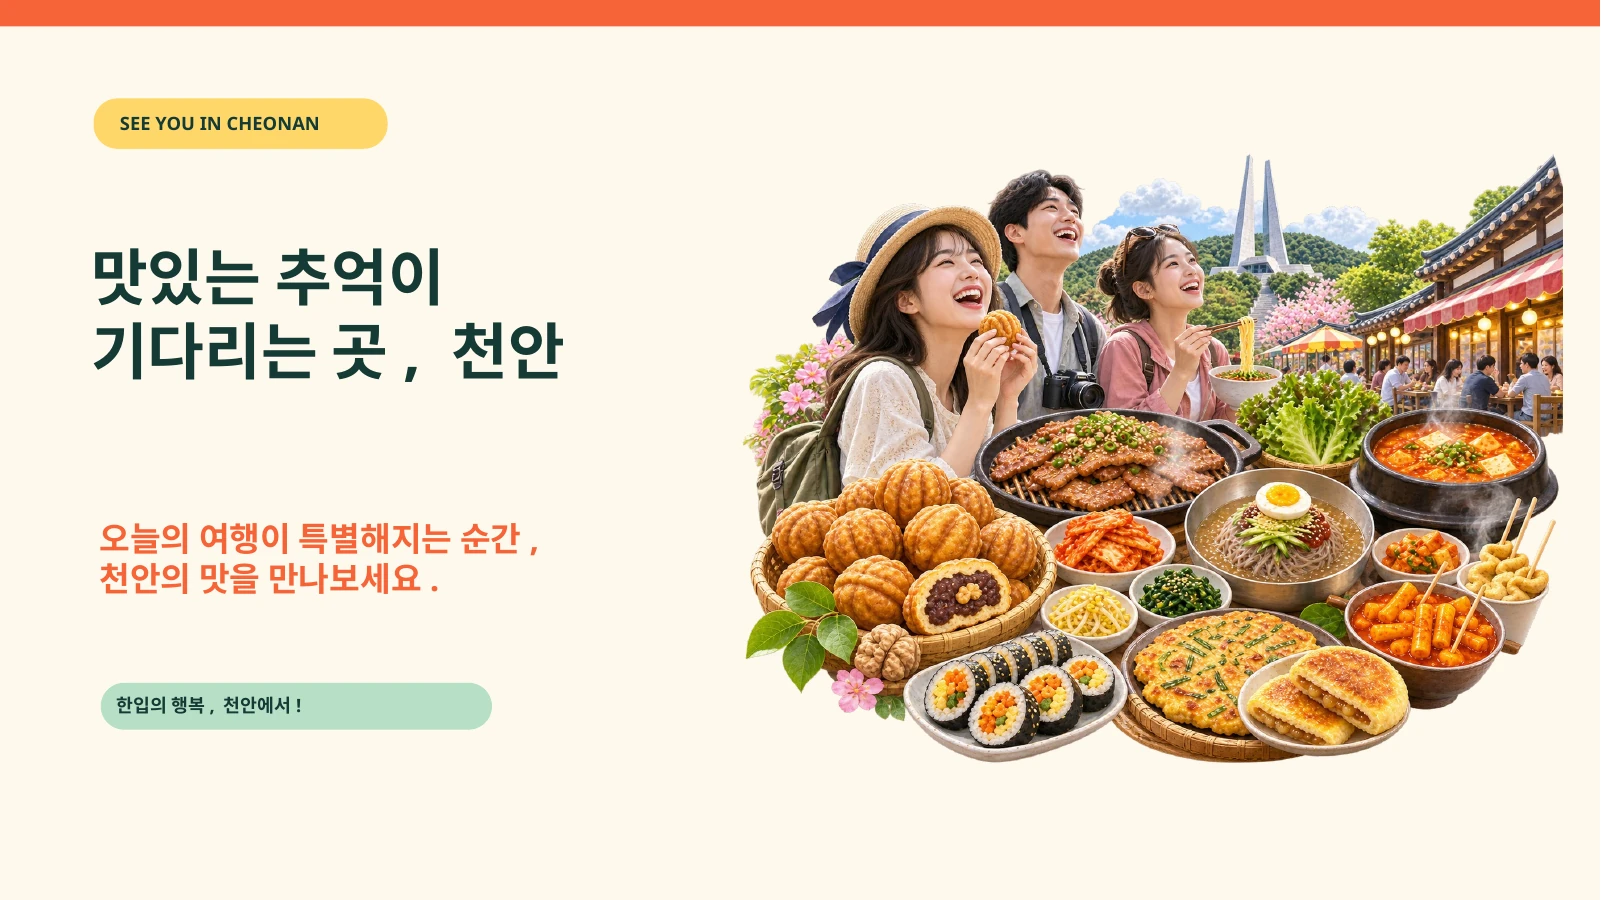 SEE YOU IN CHEONAN
맛있는 추억이
기다리는 곳 , 천안
오늘의 여행이 특별해지는 순간 ,
천안의 맛을 만나보세요 .
한입의 행복 , 천안에서 !